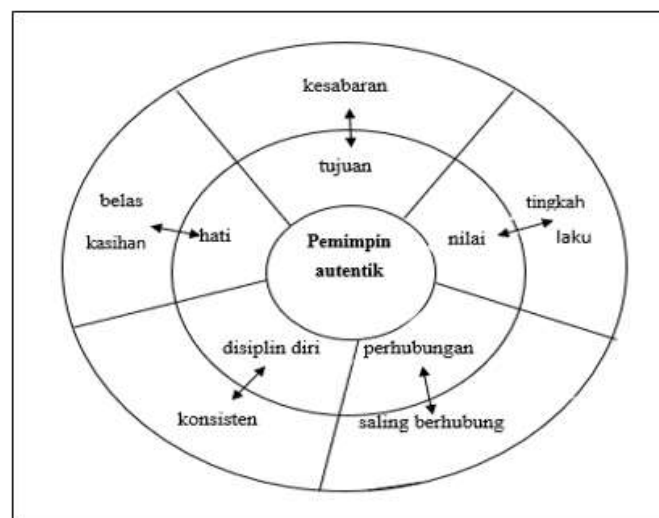 kesabaran
tujuan
belas
kasihan
hati
Pemimpin
autentik
nilai
tingkah
laku
disiplin diri
perhubungan
konsisten
saling berhubung